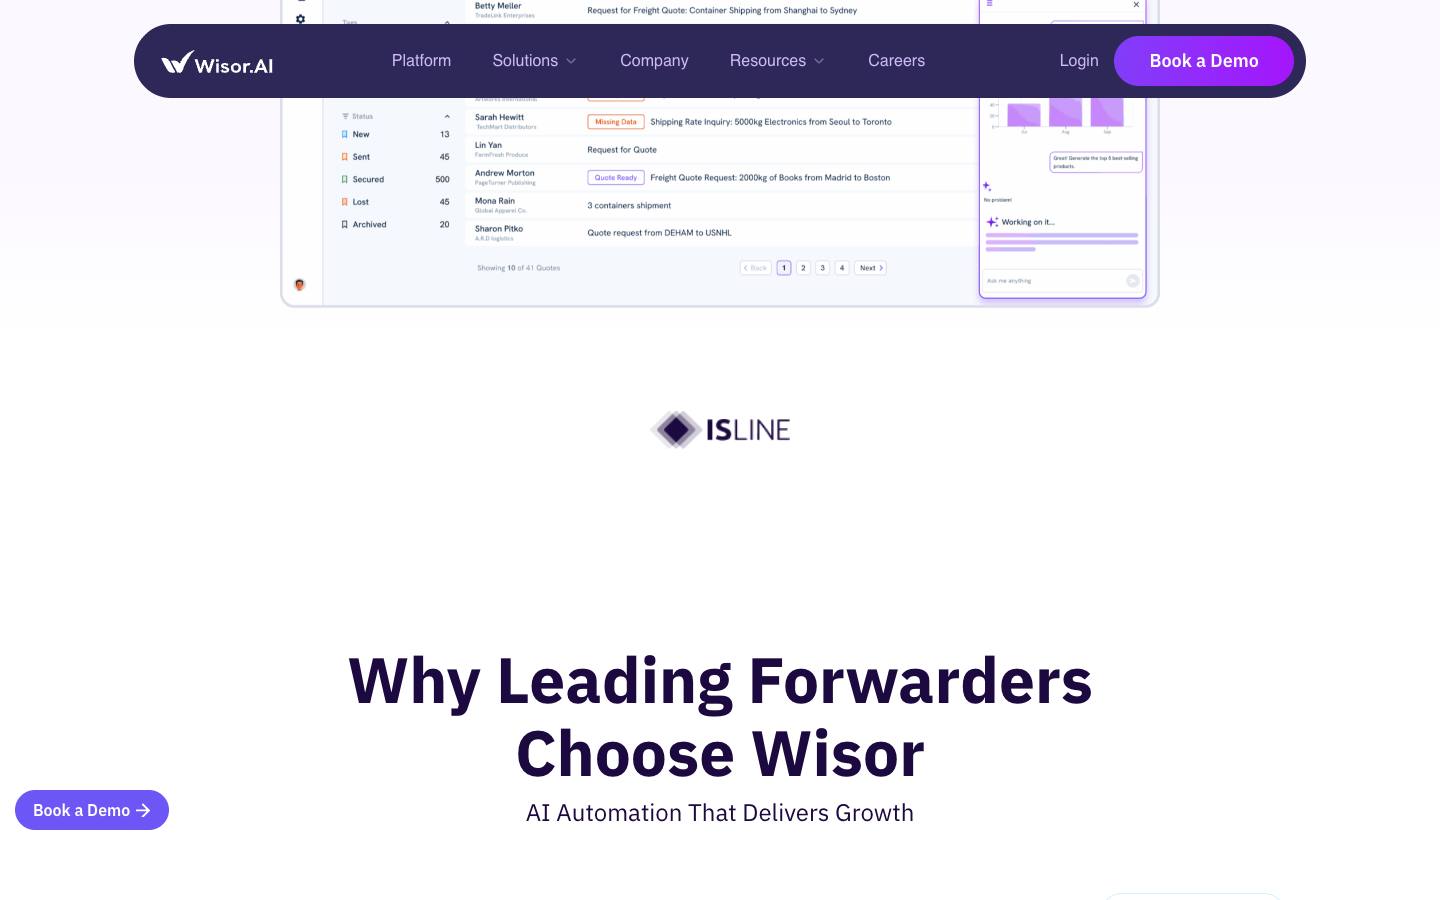 Betty Meller
TradeLink Enterprises
Request for Freight Quote: Container Shipping from Shanghai to Sydney
Wisor.AI
Platform
Solutions
Company
Resources
Careers
Login
Book a Demo
Status
New 13
Sent 45
Secured 500
Lost 45
Archived 20
Sarah Hewitt
TechMart Distributors
Missing Data
Shipping Rate Inquiry: 5000kg Electronics from Seoul to Toronto
Lin Yan
FarmFresh Produce
Request for Quote
Andrew Morton
PageTurner Publishing
Quote Ready
Freight Quote Request: 2000kg of Books from Madrid to Boston
Mona Rain
Global Apparel Co.
3 containers shipment
Sharon Pitko
A.R.D logistics
Quote request from DEHAM to USNHL
Showing 10 of 41 Quotes
Back 1 2 3 4 Next
Jul Aug Sep
Great! Generate the top 6 best-selling
products.
No problem!
Working on it...
Ask me anything
ISLINE
Why Leading Forwarders
Choose Wisor
AI Automation That Delivers Growth
Book a Demo